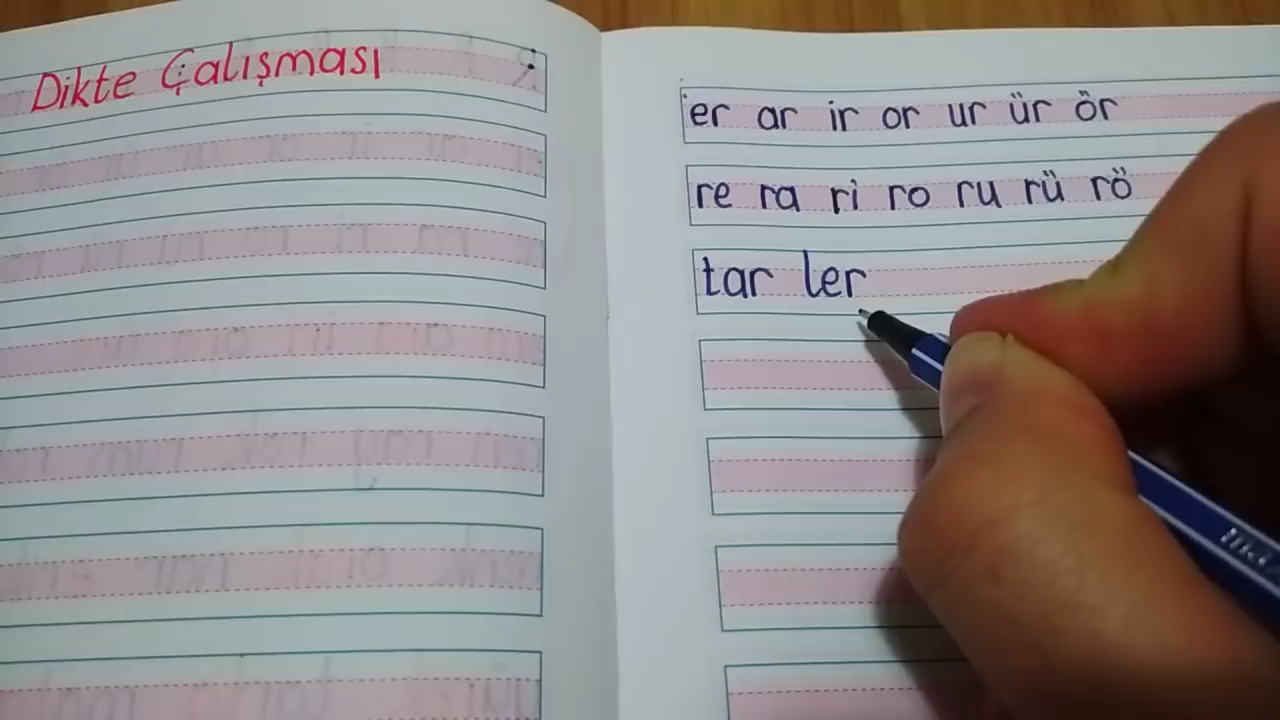 Dikte Çalışması
er ar ir or ur ür ör
re ra ri ro ru rü rö
tar ler